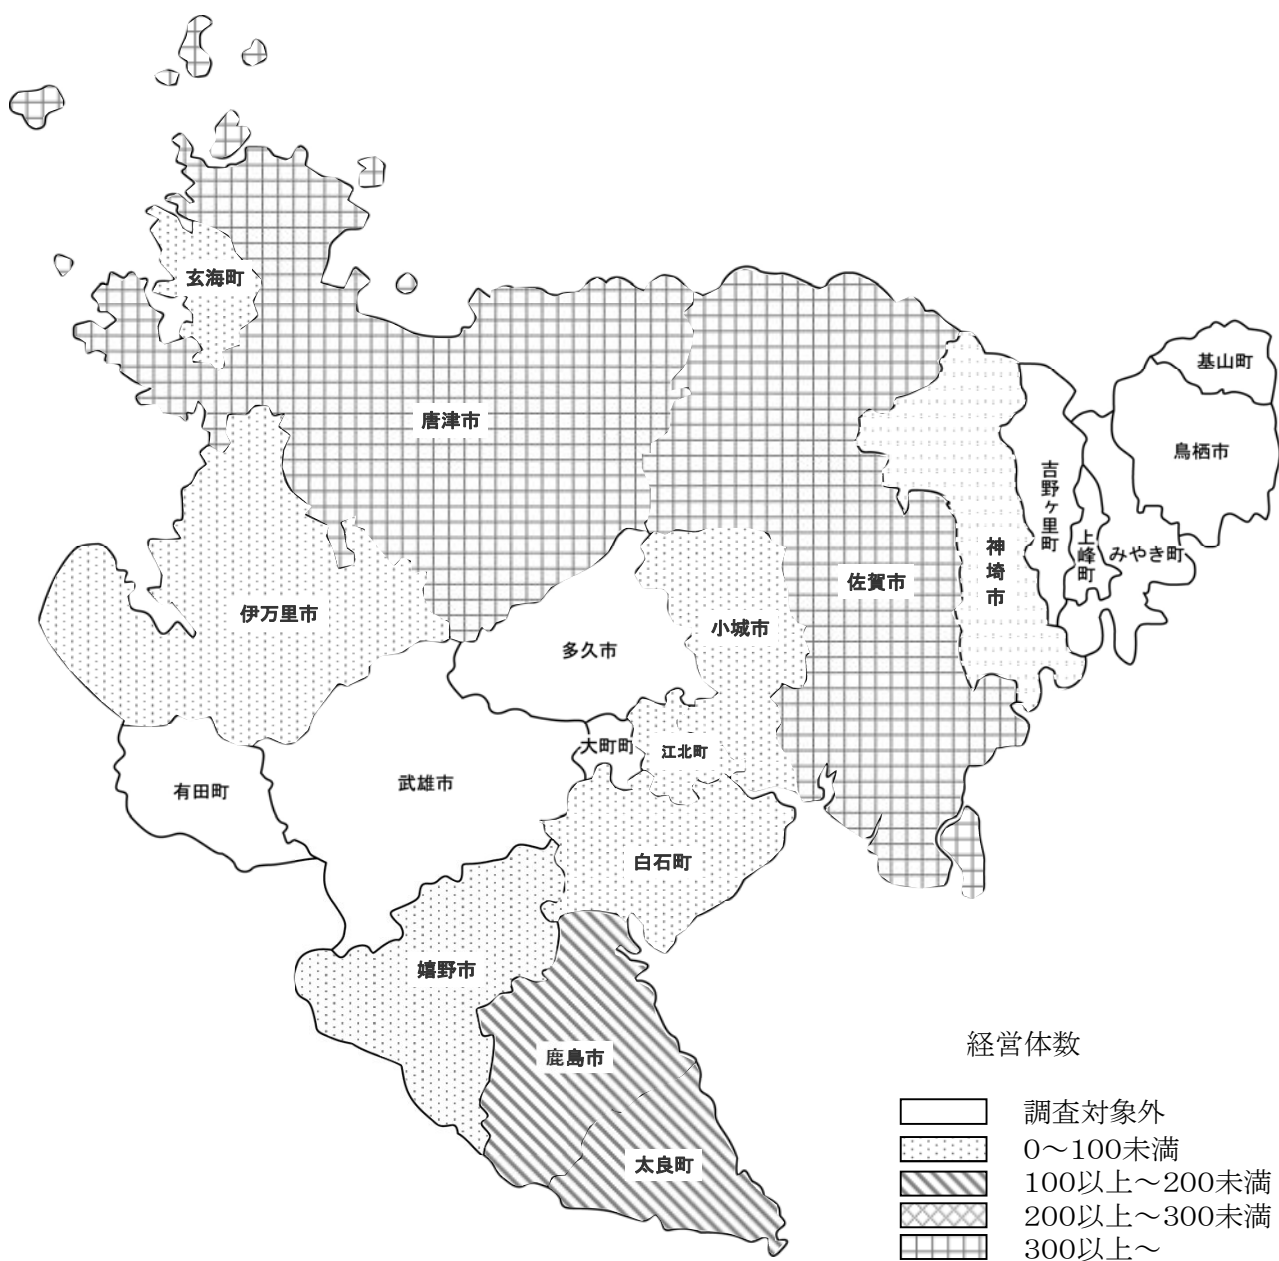 玄海町
基山町
唐津市
鳥栖市
吉野ヶ里町
神埼市
上峰町
みやき町
佐賀市
伊万里市
小城市
多久市
大町町
江北町
武雄市
有田町
白石町
嬉野市
鹿島市
太良町
経営体数
調査対象外
0～100未満
100以上～200未満
200以上～300未満
300以上～